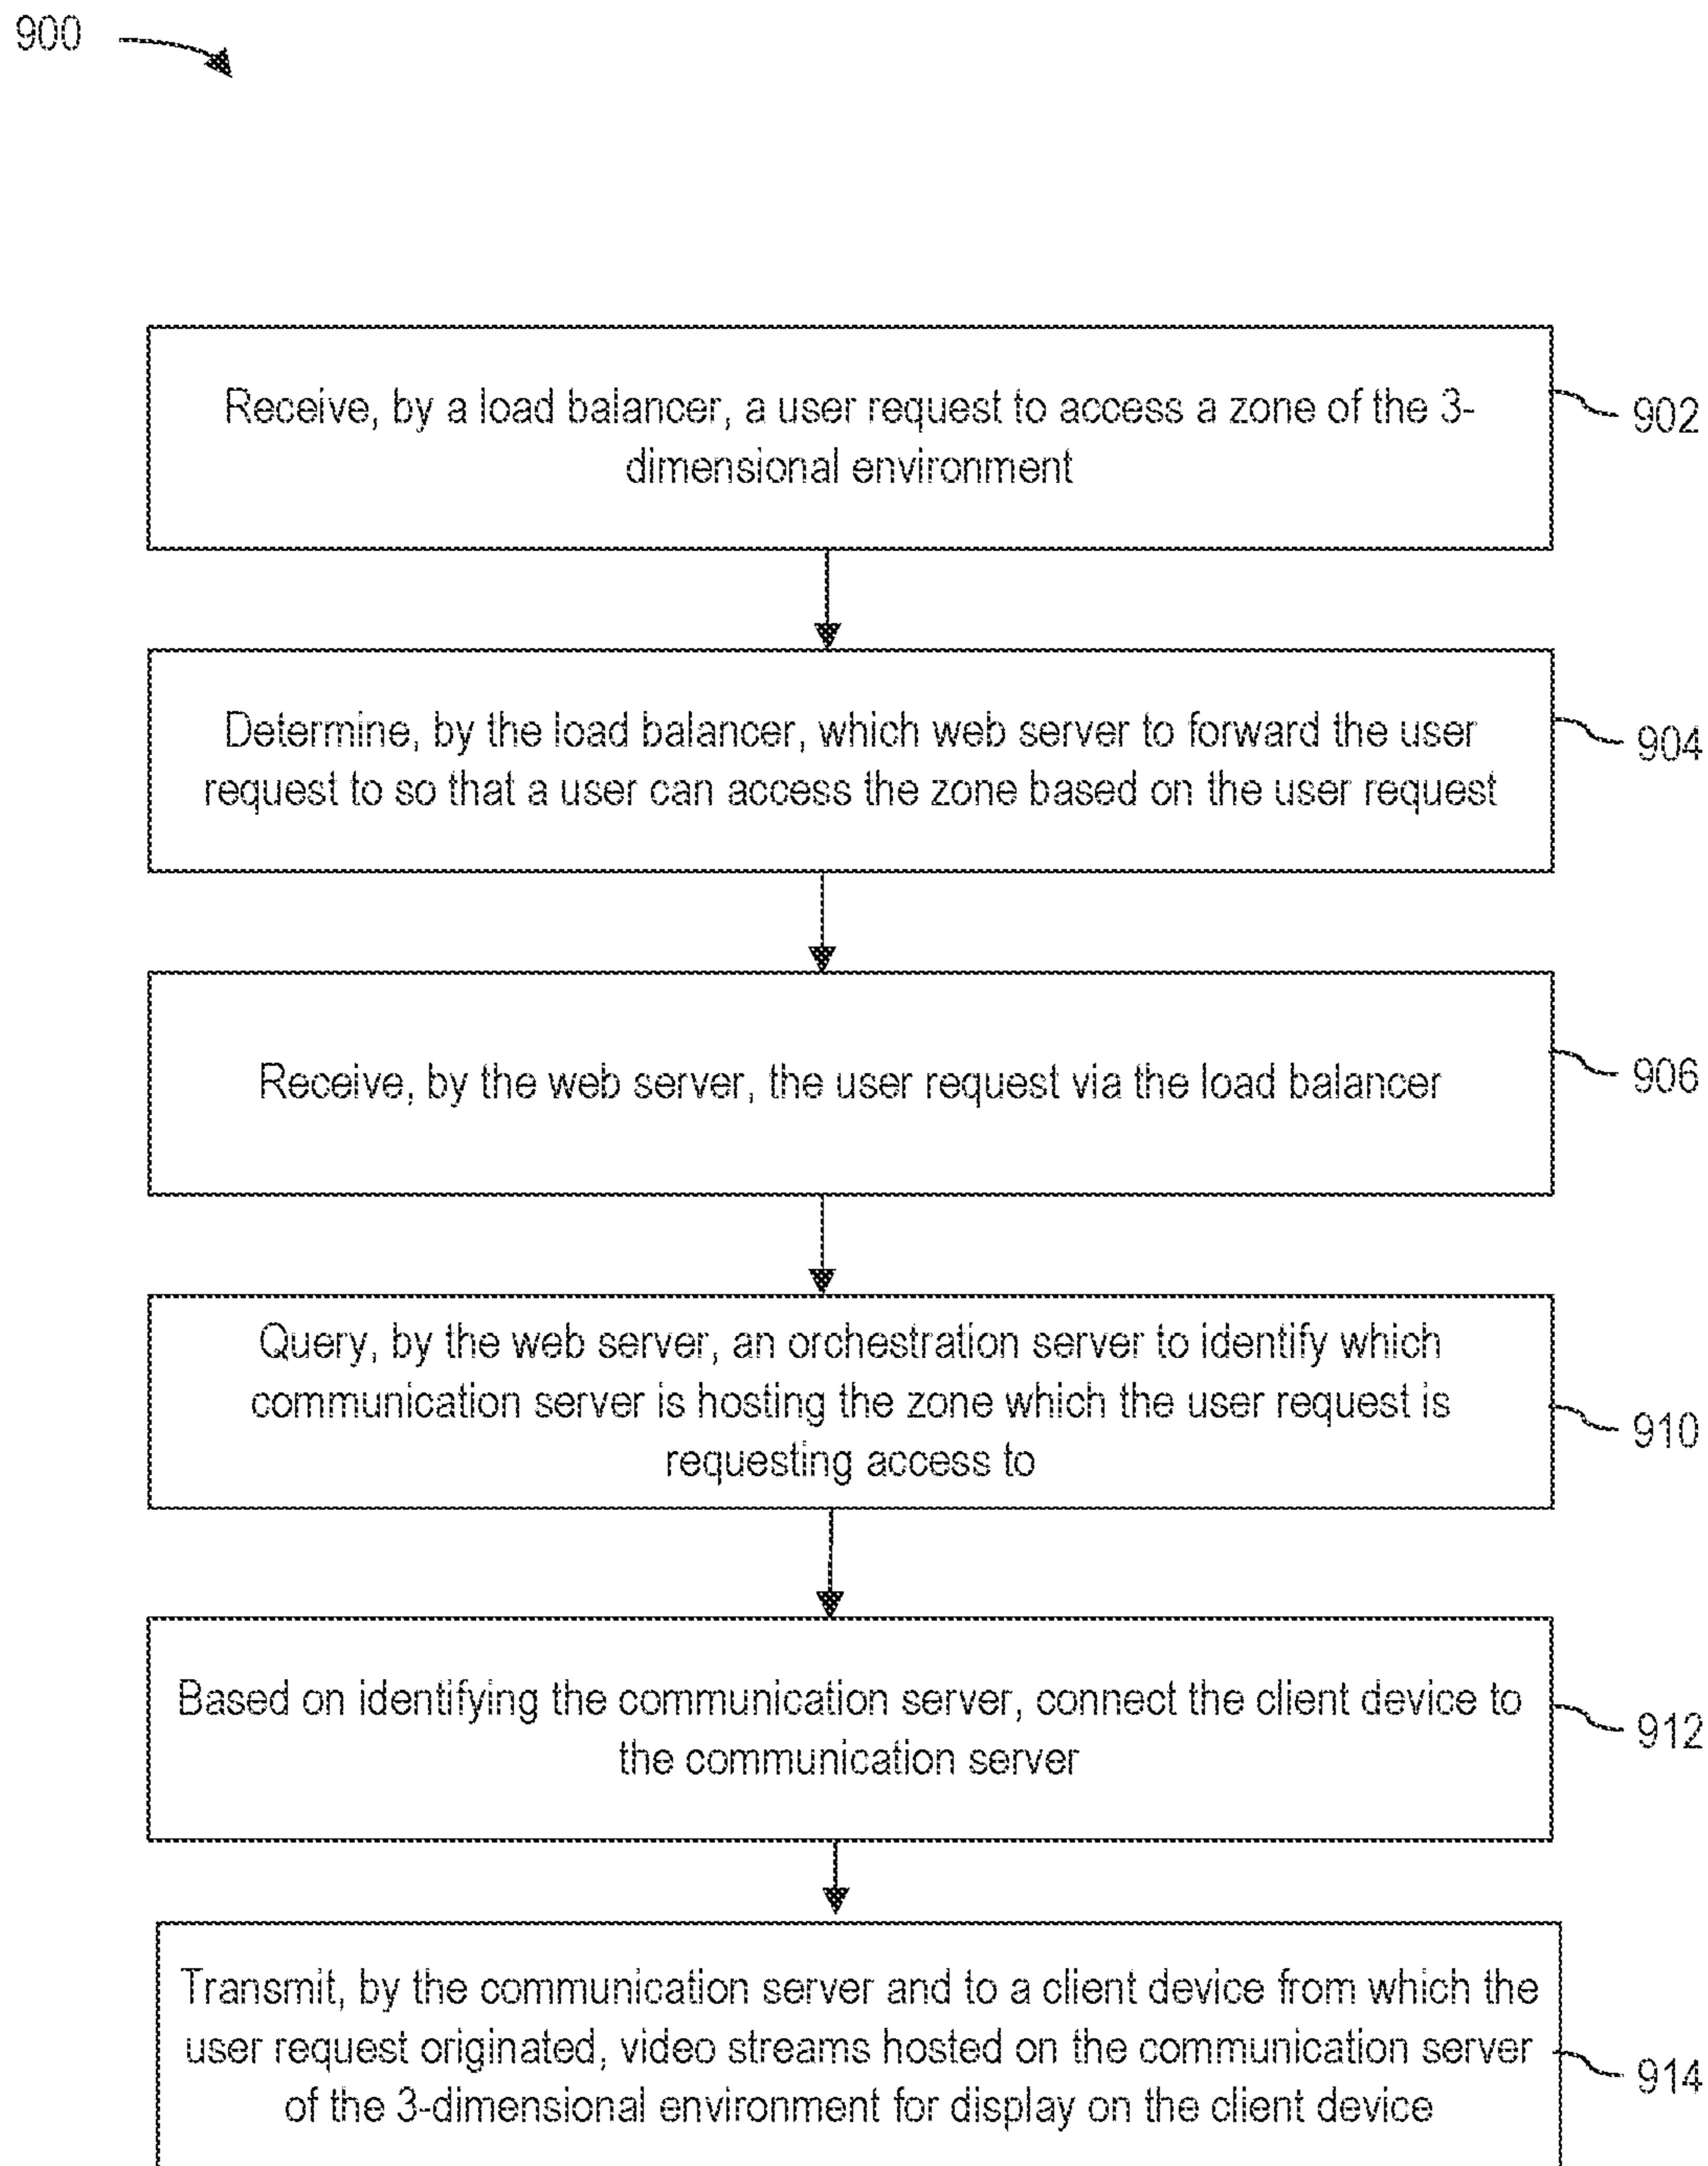 900
Receive, by a load balancer, a user request to access a zone of the 3-
dimensional environment
902
Determine, by the load balancer, which web server to forward the user
request to so that a user can access the zone based on the user request
904
Receive, by the web server, the user request via the load balancer
906
Query, by the web server, an orchestration server to identify which
communication server is hosting the zone which the user request is
requesting access to
910
Based on identifying the communication server, connect the client device to
the communication server
912
Transmit, by the communication server and to a client device from which the
user request originated, video streams hosted on the communication server
of the 3-dimensional environment for display on the client device
914